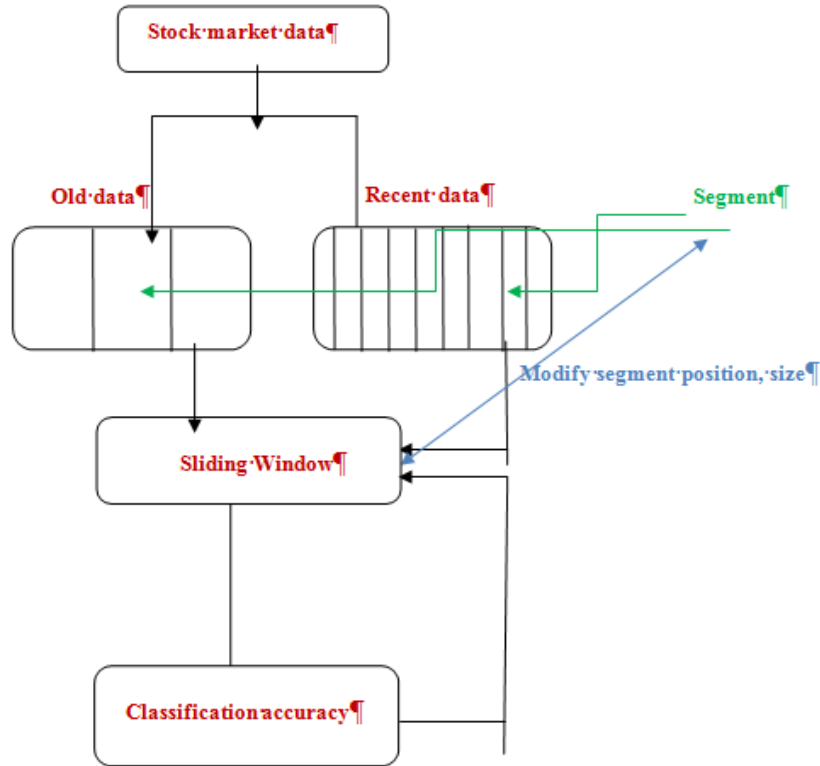 Stock·market·data¶
Old·data¶
Recent·data¶
Segment¶
Modify·segment·position,·size¶
Sliding·Window¶
Classification·accuracy¶